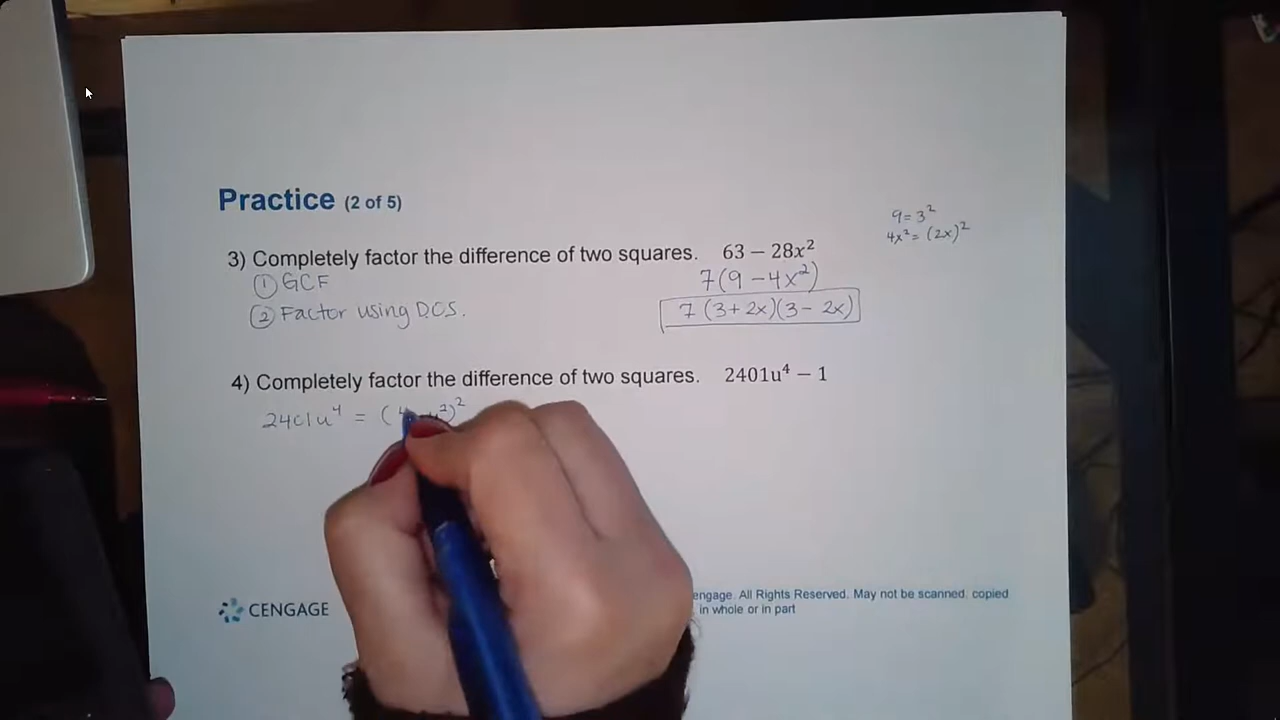 Practice (2 of 5)
9=3²
4x²=(2x)²
3) Completely factor the difference of two squares. 63 − 28x²
① GCF
7(9 −4x²)
② Factor using D.O.S.
7 (3+2x)(3− 2x)
4) Completely factor the difference of two squares. 2401u⁴ − 1
2401u⁴ = (4 u²)²
CENGAGE
engage. All Rights Reserved. May not be scanned, copied
in whole or in part